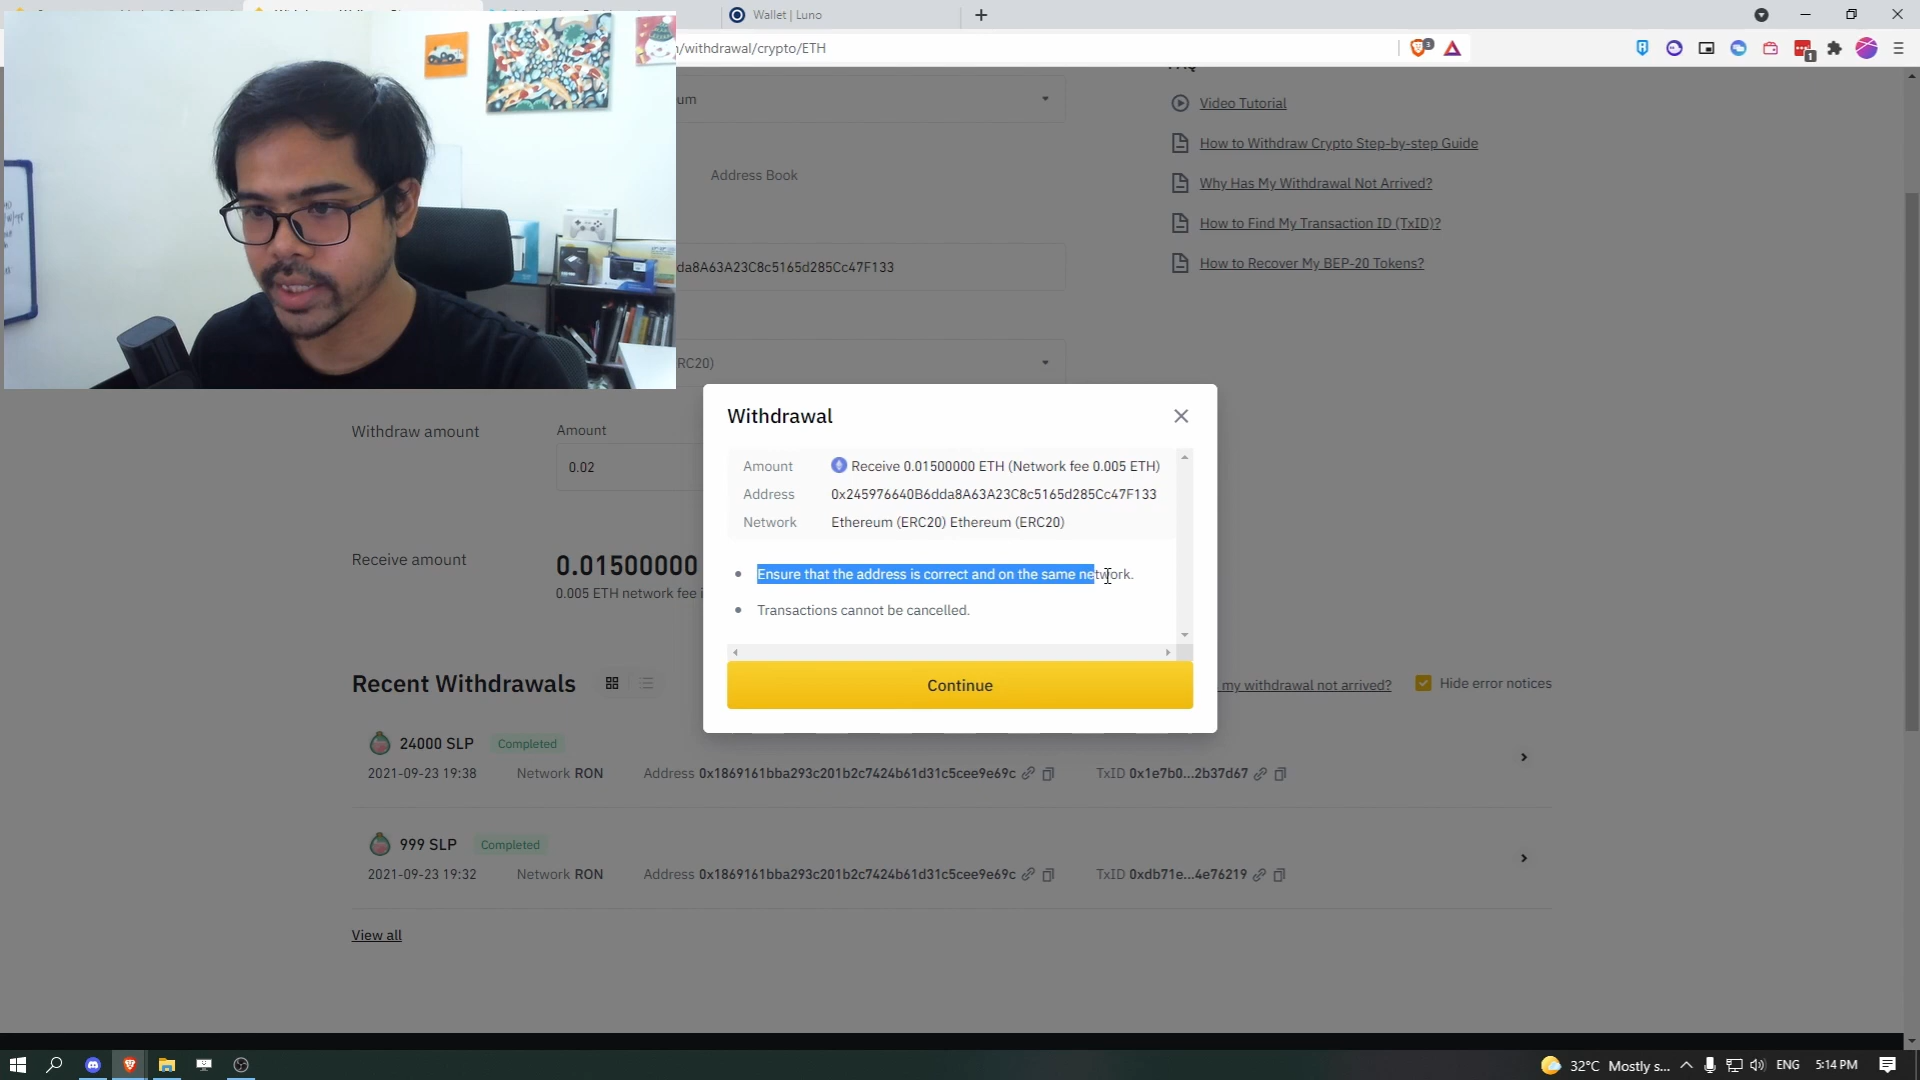 Wallet | Luno
/withdrawal/crypto/ETH
1
um
Video Tutorial
How to Withdraw Crypto Step-by-step Guide
Address Book
Why Has My Withdrawal Not Arrived?
How to Find My Transaction ID (TxID)?
da8A63A23C8c5165d285Cc47F133
How to Recover My BEP-20 Tokens?
RC20)
Withdrawal
Withdraw amount
Amount
0.02
Amount Receive 0.01500000 ETH (Network fee 0.005 ETH)
Address 0x245976640B6dda8A63A23C8c5165d285Cc47F133
Network Ethereum (ERC20) Ethereum (ERC20)
Receive amount
0.01500000
0.005 ETH network fee
• Ensure that the address is correct and on the same network.
• Transactions cannot be cancelled.
Continue
Recent Withdrawals
my withdrawal not arrived?
Hide error notices
24000 SLP Completed
2021-09-23 19:38 Network RON Address 0x1869161bba293c201b2c7424b61d31c5cee9e69c TxID 0x1e7b0...2b37d67
999 SLP Completed
2021-09-23 19:32 Network RON Address 0x1869161bba293c201b2c7424b61d31c5cee9e69c TxID 0xdb71e...4e76219
View all
32°C Mostly s... ENG 5:14 PM